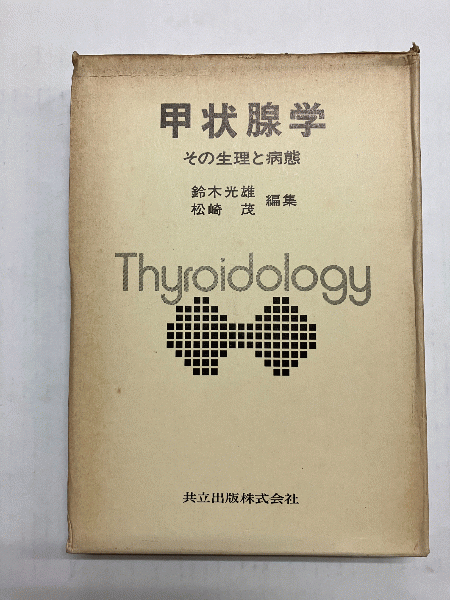 甲状腺学
その生理と病態
鈴木光雄
松崎 茂
編集
Thyroidology
共立出版株式会社